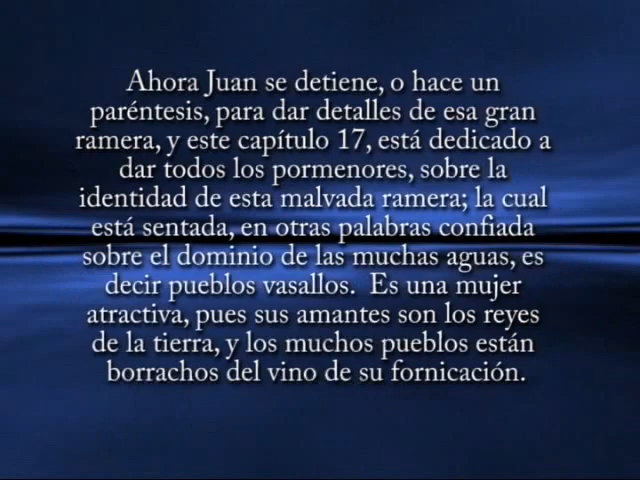 Ahora Juan se detiene, o hace un
paréntesis, para dar detalles de esa gran
ramera, y este capítulo 17, está dedicado a
dar todos los pormenores, sobre la
identidad de esta malvada ramera; la cual
está sentada, en otras palabras confiada
sobre el dominio de las muchas aguas, es
decir pueblos vasallos.  Es una mujer
atractiva, pues sus amantes son los reyes
de la tierra, y los muchos pueblos están
borrachos del vino de su fornicación.